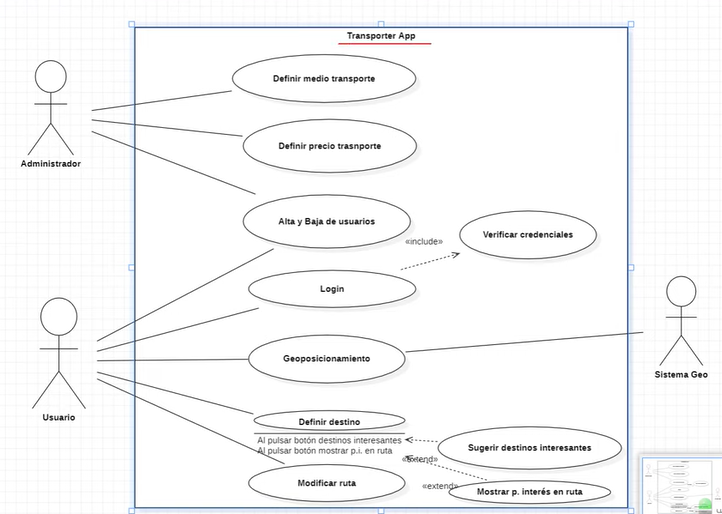 Transporter App
Definir medio transporte
Administrador
Definir precio trasnporte
Alta y Baja de usuarios
Verificar credenciales
«include»
Login
Geoposicionamiento
Sistema Geo
Usuario
Definir destino
Al pulsar botón destinos interesantes
Al pulsar botón mostrar p.i. en ruta
Sugerir destinos interesantes
«extend»
Modificar ruta
«extend»
Mostrar p. interés en ruta